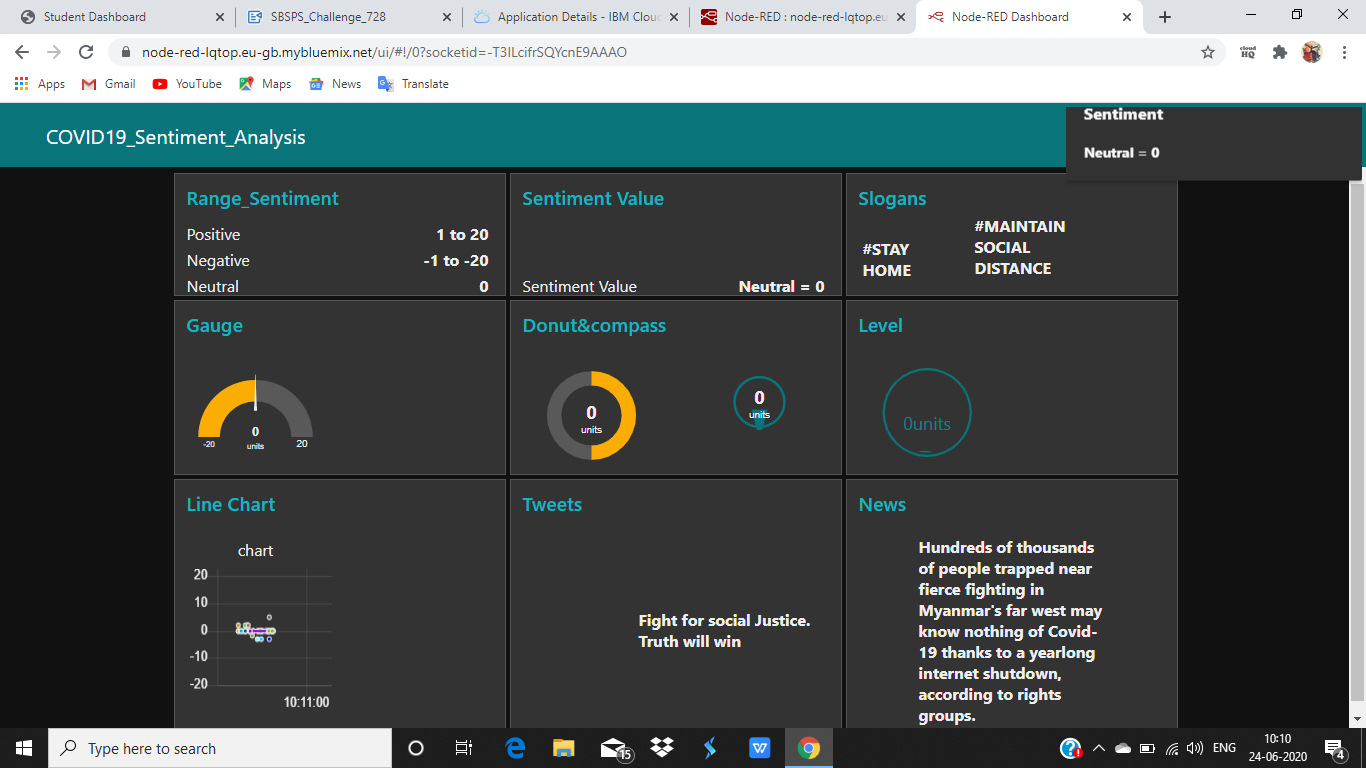 Student Dashboard
SBSPS_Challenge_728
Application Details - IBM Clou
Node-RED : node-red-lqtop.eu
Node-RED Dashboard
node-red-lqtop.eu-gb.mybluemix.net/ui/#!/0?socketid=-T3ILcifrSQYcnE9AAAO
cloud
HQ
Apps
Gmail
YouTube
Maps
News
Translate
COVID19_Sentiment_Analysis
Sentiment
Neutral = 0
Range_Sentiment
Positive 1 to 20
Negative -1 to -20
Neutral 0
Sentiment Value
Sentiment Value Neutral = 0
Slogans
#STAY
HOME
#MAINTAIN
SOCIAL
DISTANCE
Gauge
0
units
-20
20
Donut&compass
0
units
0
units
Level
0units
Line Chart
chart
20
10
0
-10
-20
10:11:00
Tweets
Fight for social Justice.
Truth will win
News
Hundreds of thousands
of people trapped near
fierce fighting in
Myanmar's far west may
know nothing of Covid-
19 thanks to a yearlong
internet shutdown,
according to rights
groups.
Type here to search
15
ENG
10:10
24-06-2020
4